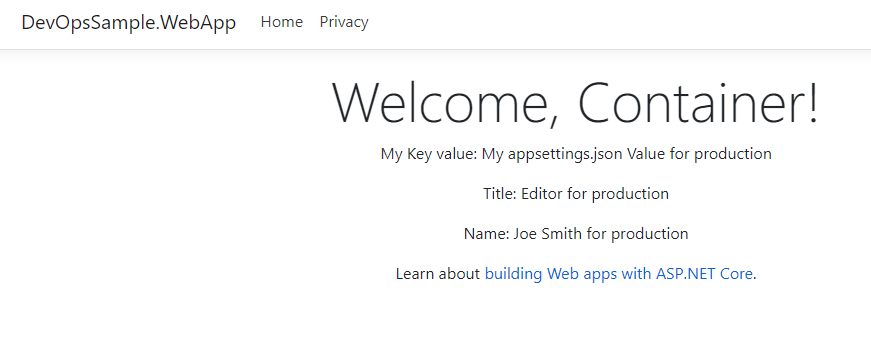 DevOpsSample.WebApp Home Privacy
Welcome, Container!
My Key value: My appsettings.json Value for production
Title: Editor for production
Name: Joe Smith for production
Learn about building Web apps with ASP.NET Core.